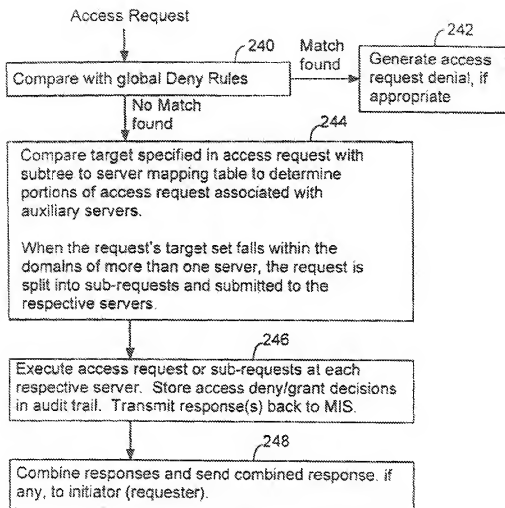 Access Request
240
Compare with global Deny Rules
Match
found
242
Generate access
request denial, if
appropriate
No Match
found
244
Compare target specified in access request with
subtree to server mapping table to determine
portions of access request associated with
auxiliary servers.
When the request's target set falls within the
domains of more than one server, the request is
split into sub-requests and submitted to the
respective servers.
246
Execute access request or sub-requests at each
respective server. Store access deny/grant decisions
in audit trail. Transmit response(s) back to MIS.
248
Combine responses and send combined response, if
any, to initiator (requester).